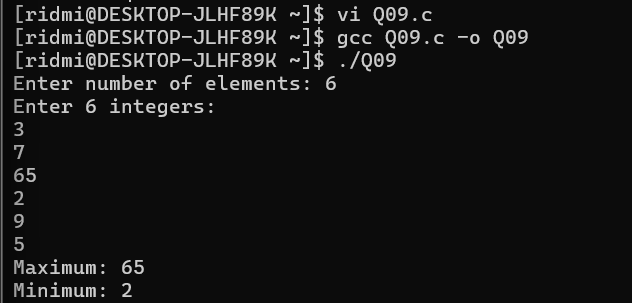 [ridmi@DESKTOP-JLHF89K ~]$ vi Q09.c
[ridmi@DESKTOP-JLHF89K ~]$ gcc Q09.c -o Q09
[ridmi@DESKTOP-JLHF89K ~]$ ./Q09
Enter number of elements: 6
Enter 6 integers:
3
7
65
2
9
5
Maximum: 65
Minimum: 2